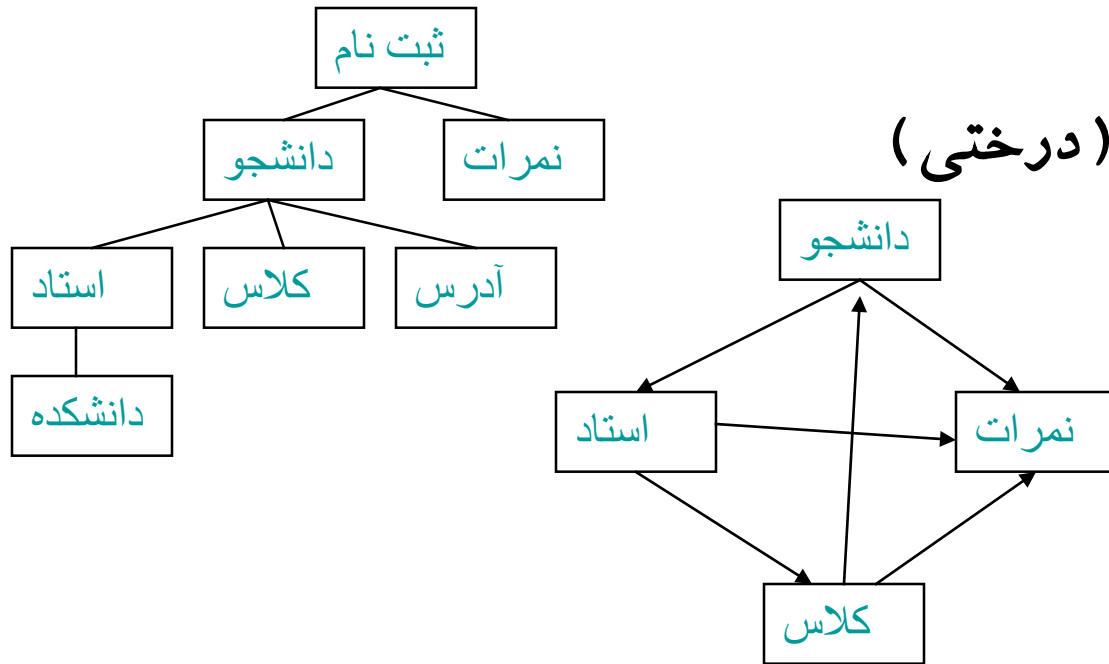 ثبت نام
دانشجو
نمرات
( درختی )
استاد
کلاس
آدرس
دانشکده
دانشجو
استاد
نمرات
کلاس